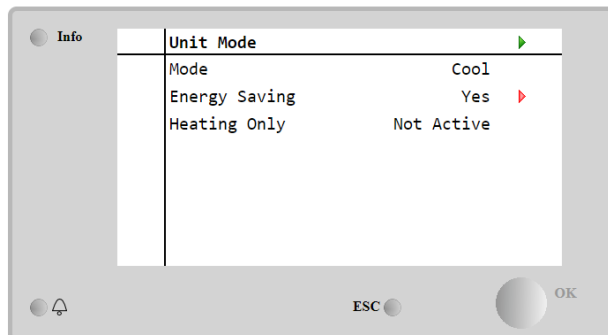 Info
Unit Mode
Mode Cool
Energy Saving Yes
Heating Only Not Active
ESC
OK